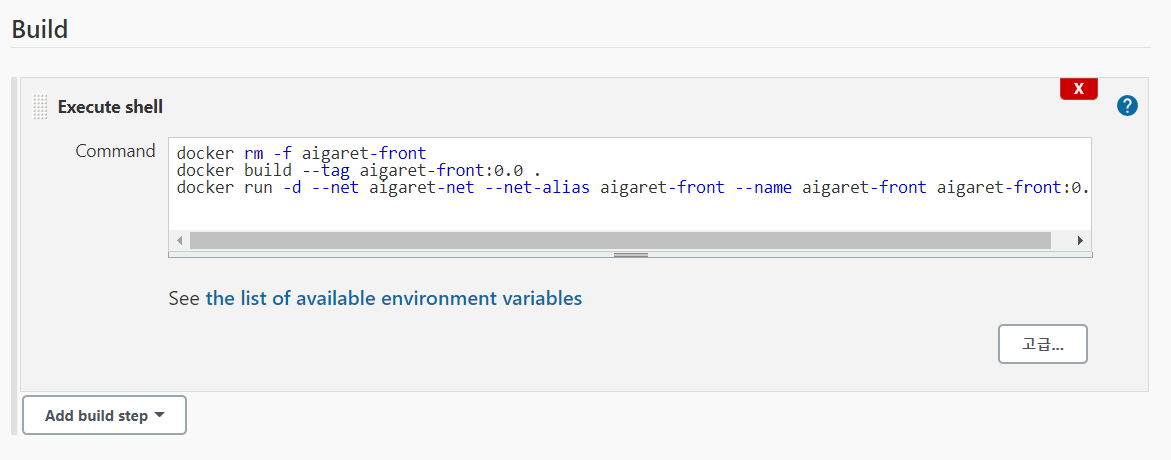 Build
X
Execute shell
?
Command
docker rm -f aigaret-front
docker build --tag aigaret-front:0.0 .
docker run -d --net aigaret-net --net-alias aigaret-front --name aigaret-front aigaret-front:0.
See the list of available environment variables
고급...
Add build step